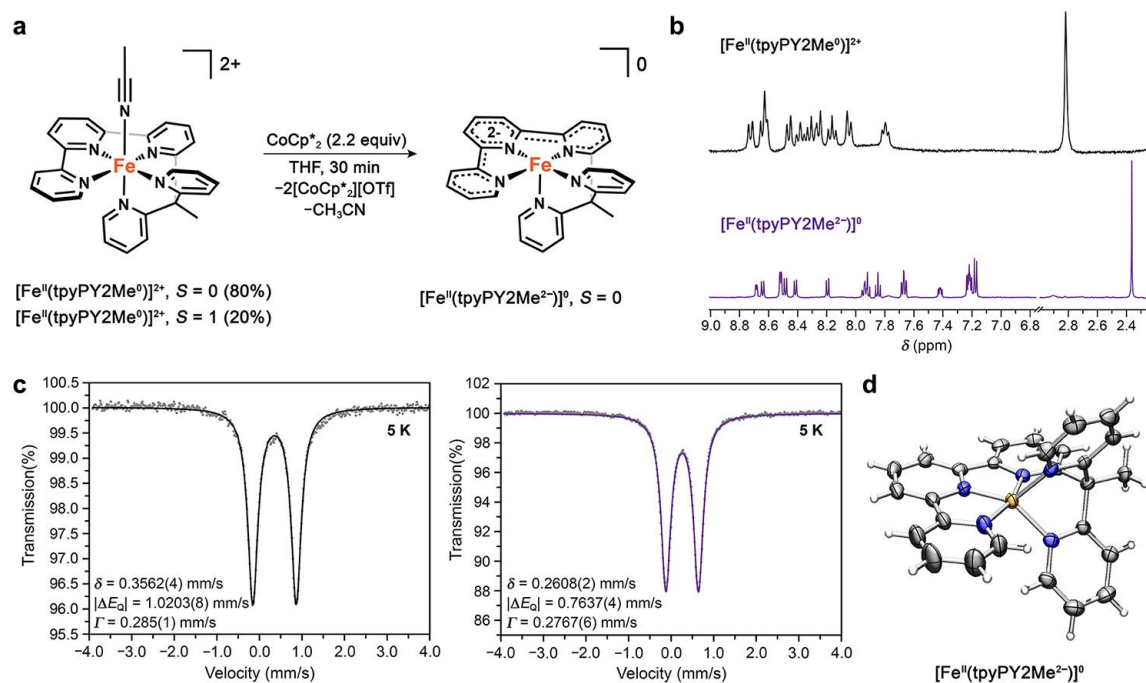 a
2+
N
N
N
Fe
N
N
N
CoCp*₂ (2.2 equiv)
THF, 30 min
−2[CoCp*₂][OTf]
−CH₃CN
0
2-
N
N
Fe
N
N
N
[Feᴵᴵ(tpyPY2Me⁰)]²⁺, S = 0 (80%)
[Feᴵᴵ(tpyPY2Me⁰)]²⁺, S = 1 (20%)
[Feᴵᴵ(tpyPY2Me²⁻)]⁰, S = 0
b
[Feᴵᴵ(tpyPY2Me⁰)]²⁺
[Feᴵᴵ(tpyPY2Me²⁻)]⁰
9.0 8.8 8.6 8.4 8.2 8.0 7.8 7.6 7.4 7.2 7.0 6.8 2.8 2.4
δ (ppm)
c
100.5
100.0
99.5
99.0
98.5
98.0
97.5
97.0
96.5
96.0
95.5
Transmission(%)
5 K
δ = 0.3562(4) mm/s
|ΔE_Q| = 1.0203(8) mm/s
Γ = 0.285(1) mm/s
−4.0 −3.0 −2.0 −1.0 0.0 1.0 2.0 3.0 4.0
Velocity (mm/s)
102
100
98
96
94
92
90
88
86
Transmission(%)
5 K
δ = 0.2608(2) mm/s
|ΔE_Q| = 0.7637(4) mm/s
Γ = 0.2767(6) mm/s
−4.0 −3.0 −2.0 −1.0 0.0 1.0 2.0 3.0 4.0
Velocity (mm/s)
d
[Feᴵᴵ(tpyPY2Me²⁻)]⁰